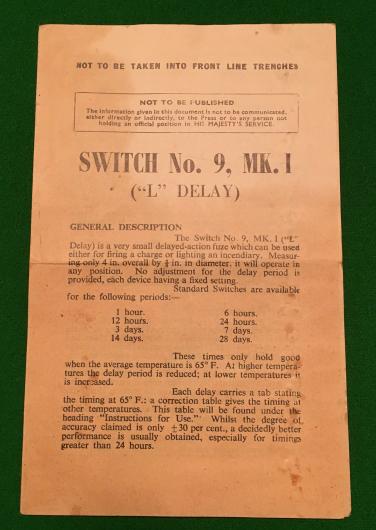 NOT TO BE TAKEN INTO FRONT LINE TRENCHES
NOT TO BE PUBLISHED
The information given in this document is not to be communicated,
either directly or indirectly, to the Press or to any person not
holding an official position in HIS MAJESTY'S SERVICE.
SWITCH No. 9, MK. I
("L" DELAY)
GENERAL DESCRIPTION
The Switch No. 9, MK. I ("L"
Delay) is a very small delayed-action fuze which can be used
either for firing a charge or lighting an incendiary. Measur-
ing only 4 in. overall by ⅜ in. in diameter, it will operate in
any position. No adjustment for the delay period is
provided, each device having a fixed setting.
Standard Switches are available
for the following periods:—
1 hour. 6 hours.
12 hours. 24 hours.
3 days. 7 days.
14 days. 28 days.
These times only hold good
when the average temperature is 65° F. At higher tempera-
tures the delay period is reduced; at lower temperatures it
is increased.
Each delay carries a tab stating
the timing at 65° F.: a correction table gives the timing at
other temperatures. This table will be found under the
heading "Instructions for Use." Whilst the degree of
accuracy claimed is only ±30 per cent., a decidedly better
performance is usually obtained, especially for timings
greater than 24 hours.